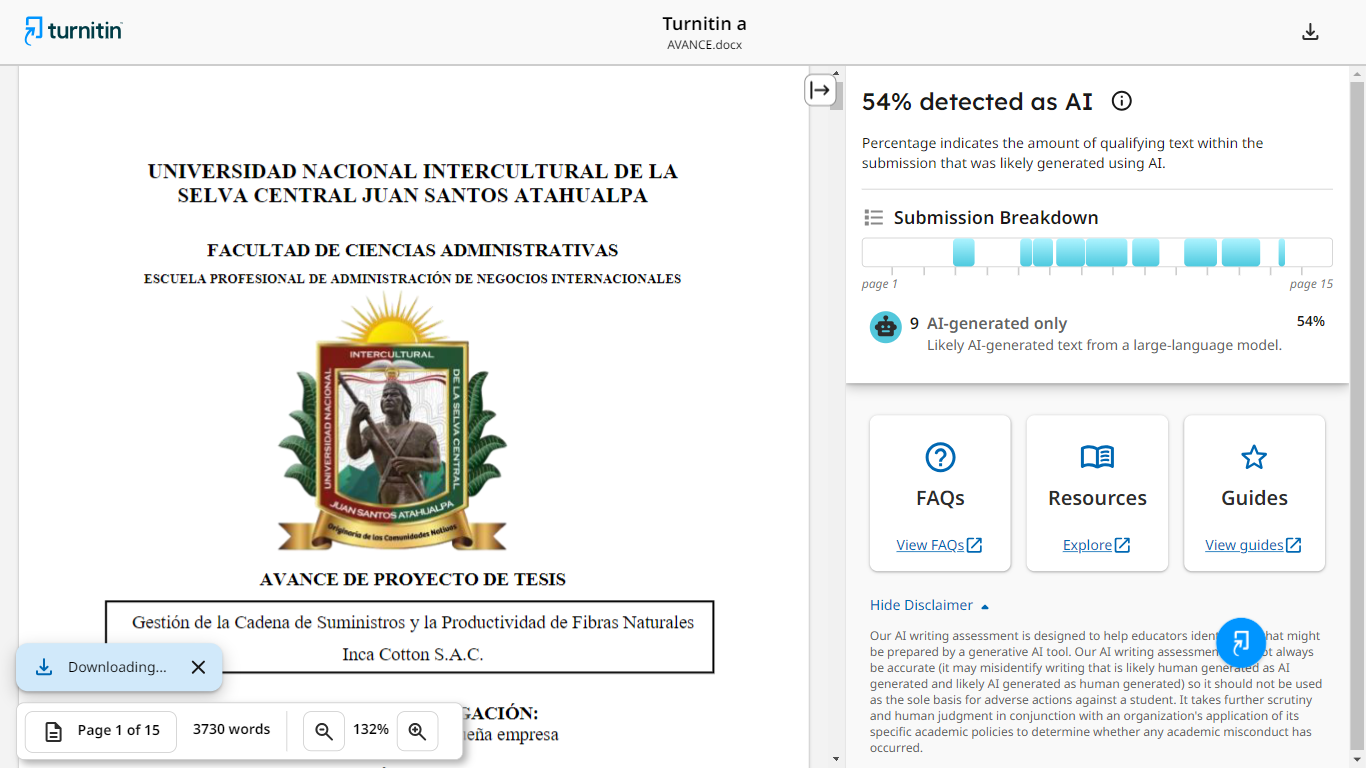 turnitin
Turnitin a
AVANCE.docx
UNIVERSIDAD NACIONAL INTERCULTURAL DE LA
SELVA CENTRAL JUAN SANTOS ATAHUALPA
FACULTAD DE CIENCIAS ADMINISTRATIVAS
ESCUELA PROFESIONAL DE ADMINISTRACIÓN DE NEGOCIOS INTERNACIONALES
INTERCULTURAL
UNIVERSIDAD NACIONAL
DE LA SELVA CENTRAL
JUAN SANTOS ATAHUALPA
Originaria de las Comunidades Nativas
AVANCE DE PROYECTO DE TESIS
Gestión de la Cadena de Suministros y la Productividad de Fibras Naturales
Inca Cotton S.A.C.
GACIÓN:
ueña empresa
Downloading...
Page 1 of 15
3730 words
132%
54% detected as AI
Percentage indicates the amount of qualifying text within the
submission that was likely generated using AI.
Submission Breakdown
page 1
page 15
9 AI-generated only 54%
Likely AI-generated text from a large-language model.
FAQs
View FAQs
Resources
Explore
Guides
View guides
Hide Disclaimer
Our AI writing assessment is designed to help educators iden hat might
be prepared by a generative AI tool. Our AI writing assessmen ot always
be accurate (it may misidentify writing that is likely human generated as AI
generated and likely AI generated as human generated) so it should not be used
as the sole basis for adverse actions against a student. It takes further scrutiny
and human judgment in conjunction with an organization's application of its
specific academic policies to determine whether any academic misconduct has
occurred.